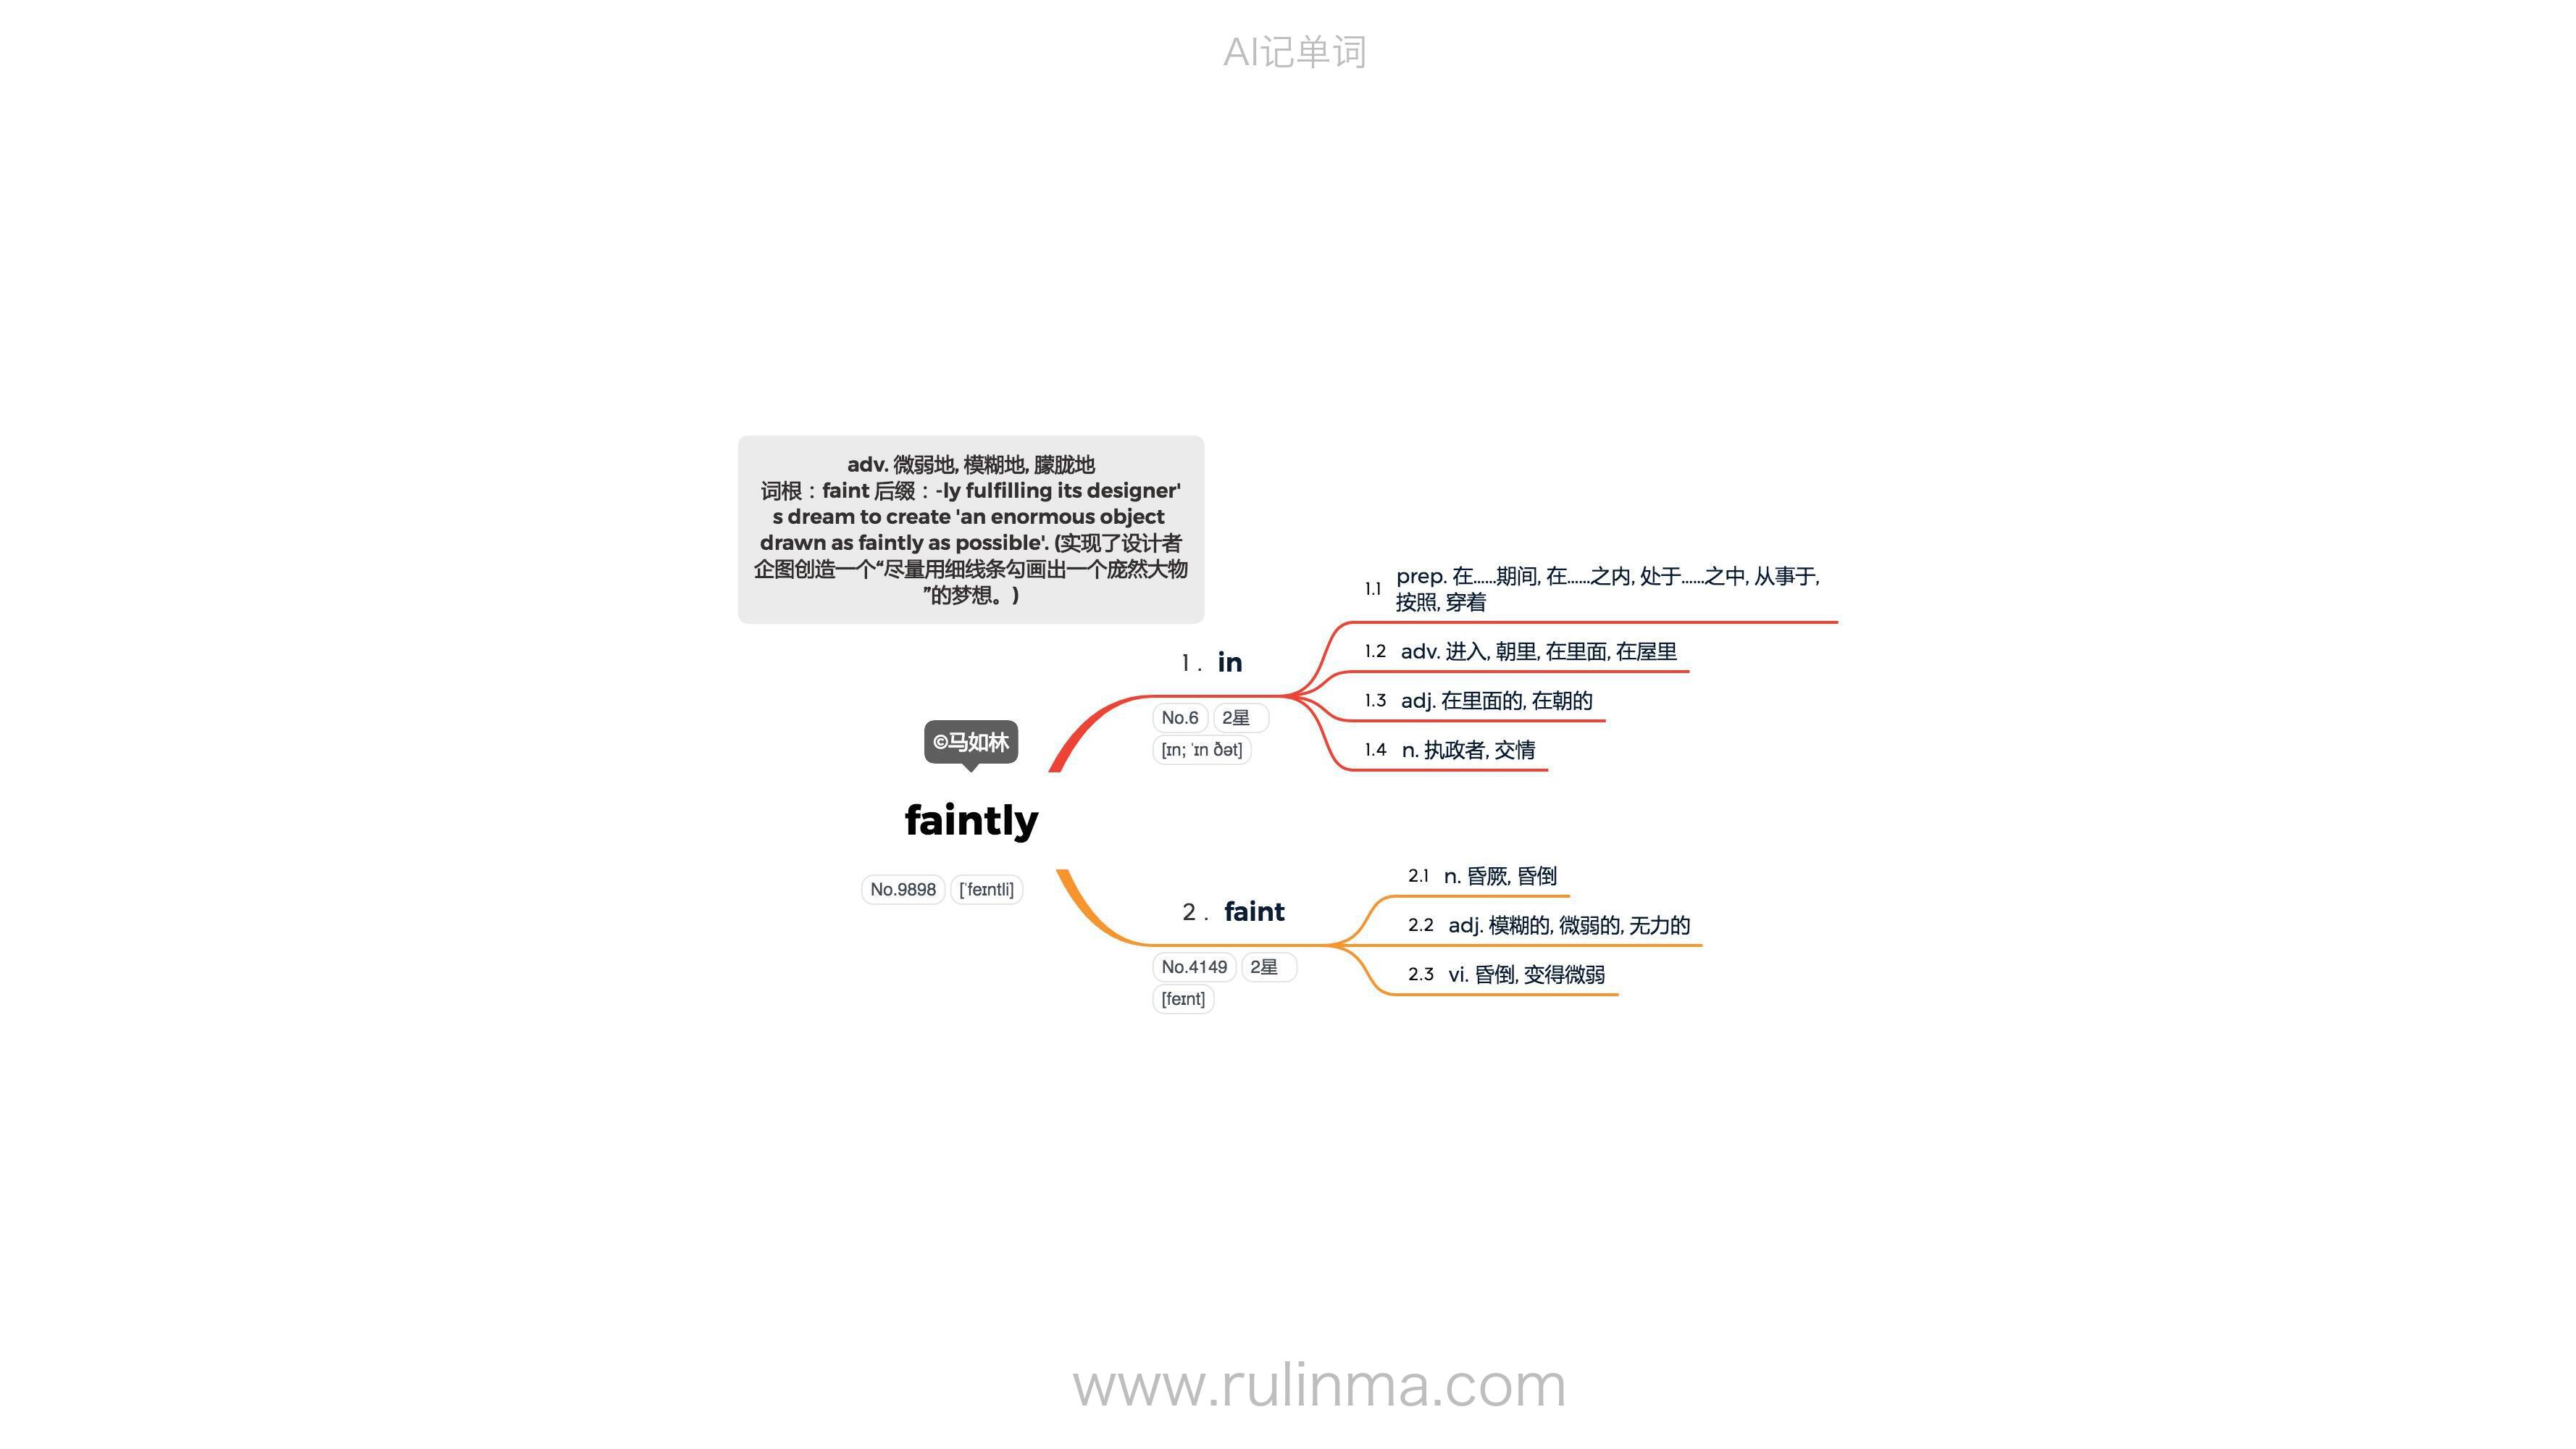 AI记单词
adv. 微弱地, 模糊地, 朦胧地
词根：faint 后缀：-ly fulfilling its designer'
s dream to create 'an enormous object
drawn as faintly as possible'. (实现了设计者
企图创造一个“尽量用细线条勾画出一个庞然大物
”的梦想。)
©马如林
faintly
No.9898 [ˈfeɪntli]
1. in
No.6 2星
[ɪn; ˈɪn ðət]
1.1 prep. 在……期间, 在……之内, 处于……之中, 从事于,
按照, 穿着
1.2 adv. 进入, 朝里, 在里面, 在屋里
1.3 adj. 在里面的, 在朝的
1.4 n. 执政者, 交情
2. faint
No.4149 2星
[feɪnt]
2.1 n. 昏厥, 昏倒
2.2 adj. 模糊的, 微弱的, 无力的
2.3 vi. 昏倒, 变得微弱
www.rulinma.com